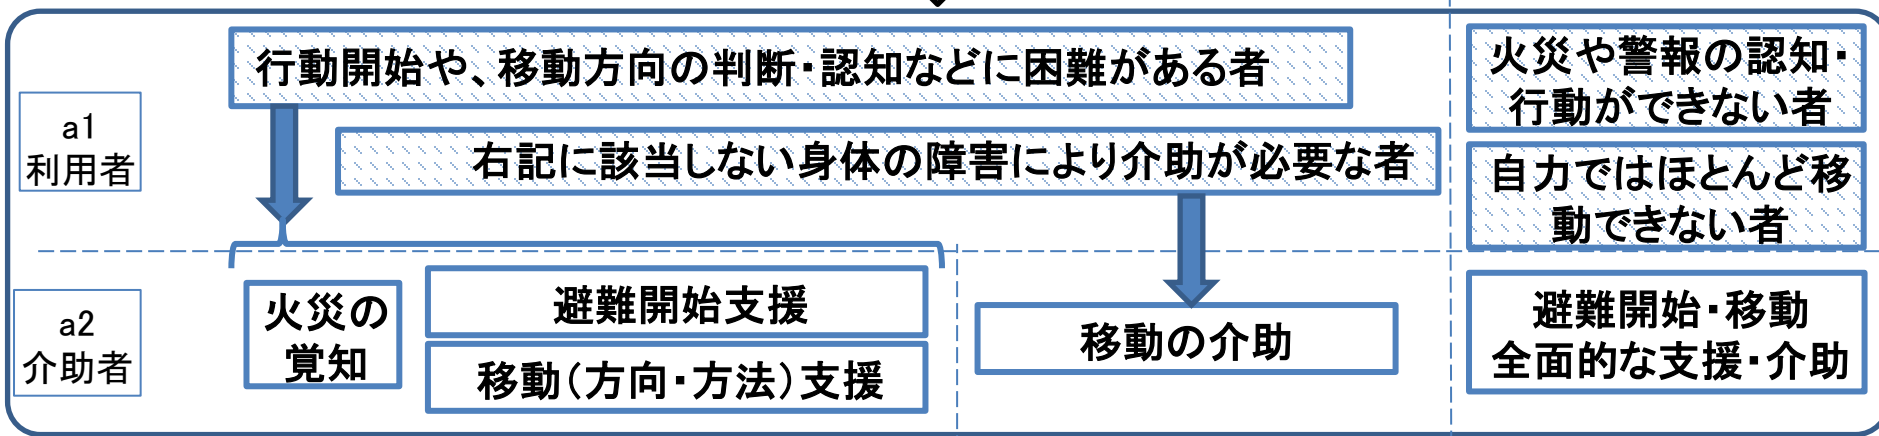 行動開始や、移動方向の判断・認知などに困難がある者
火災や警報の認知・
行動ができない者
a1
利用者
右記に該当しない身体の障害により介助が必要な者
自力ではほとんど移
動できない者
a2
介助者
火災の
覚知
避難開始支援
移動(方向・方法)支援
移動の介助
避難開始・移動
全面的な支援・介助